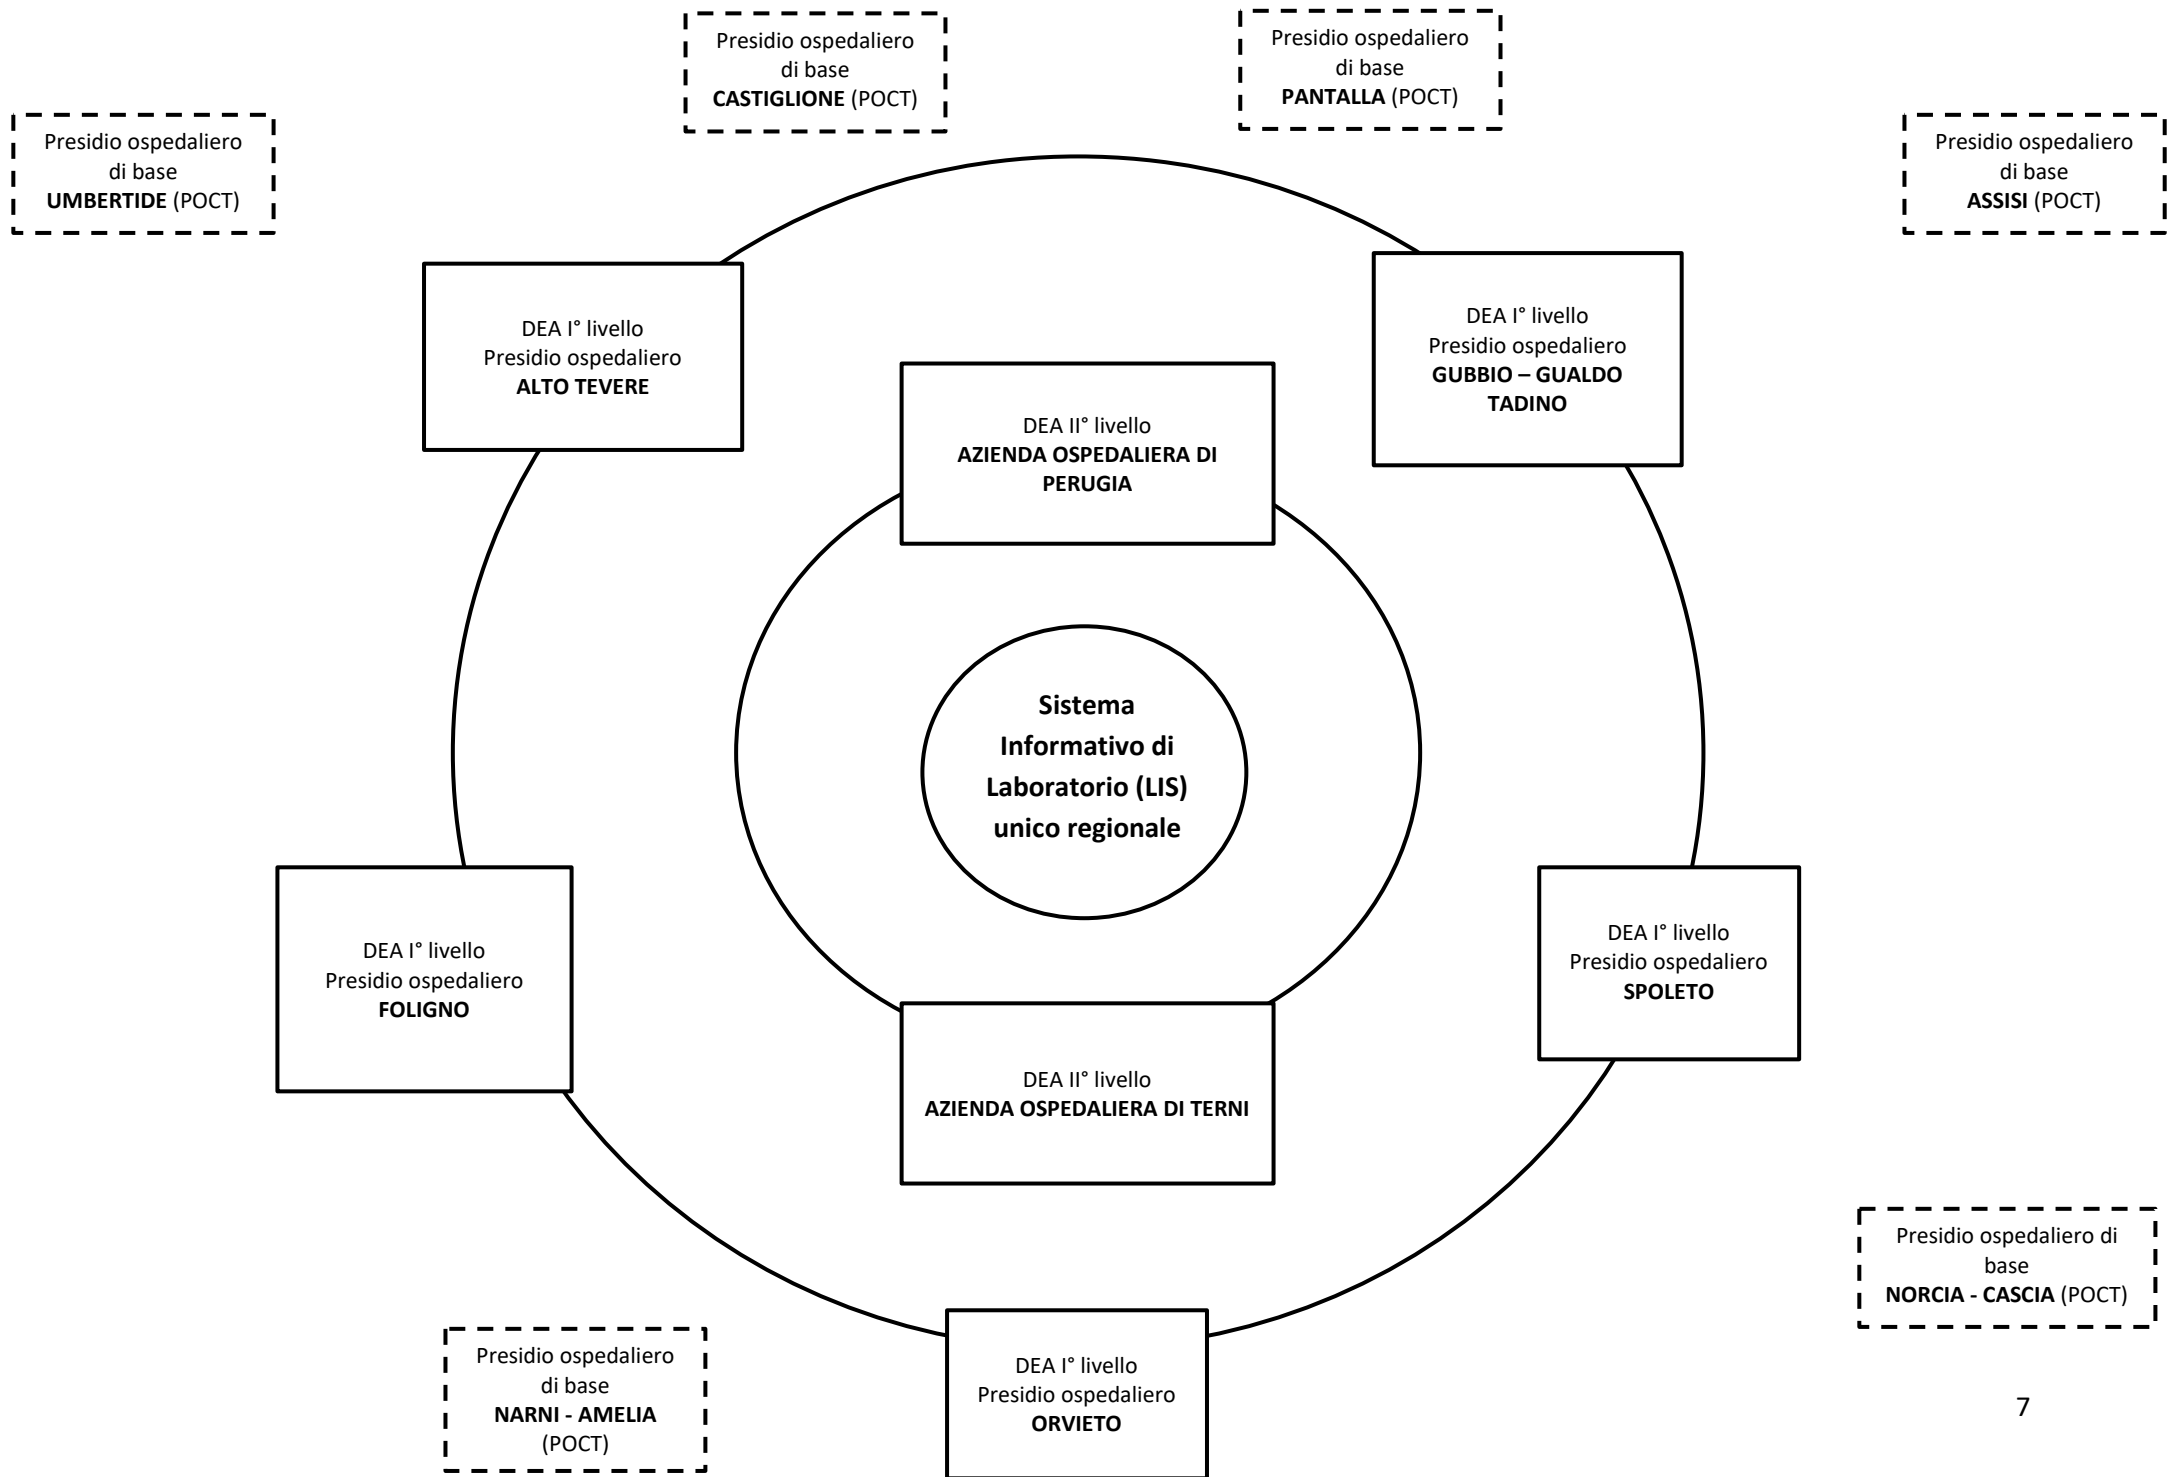 Presidio ospedaliero
di base
CASTIGLIONE (POCT)
Presidio ospedaliero
di base
PANTALLA (POCT)
Presidio ospedaliero
di base
UMBERTIDE (POCT)
Presidio ospedaliero
di base
ASSISI (POCT)
DEA I° livello
Presidio ospedaliero
ALTO TEVERE
DEA I° livello
Presidio ospedaliero
GUBBIO – GUALDO
TADINO
DEA II° livello
AZIENDA OSPEDALIERA DI
PERUGIA
Sistema
Informativo di
Laboratorio (LIS)
unico regionale
DEA I° livello
Presidio ospedaliero
FOLIGNO
DEA I° livello
Presidio ospedaliero
SPOLETO
DEA II° livello
AZIENDA OSPEDALIERA DI TERNI
Presidio ospedaliero di
base
NORCIA - CASCIA (POCT)
Presidio ospedaliero
di base
NARNI - AMELIA
(POCT)
DEA I° livello
Presidio ospedaliero
ORVIETO
7